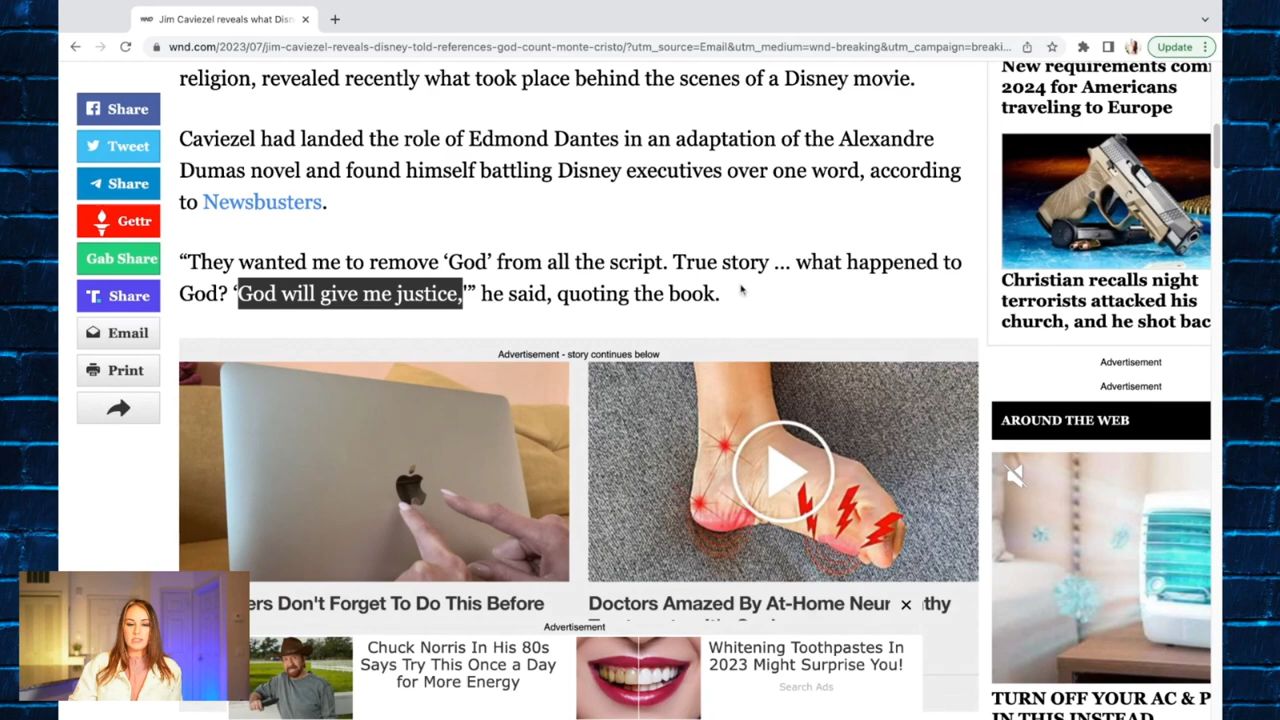 WND Jim Caviezel reveals what Disn
wnd.com/2023/07/jim-caviezel-reveals-disney-told-references-god-count-monte-cristo/?utm_source=Email&utm_medium=wnd-breaking&utm_campaign=breaki...
Update
religion, revealed recently what took place behind the scenes of a Disney movie.
Caviezel had landed the role of Edmond Dantes in an adaptation of the Alexandre
Dumas novel and found himself battling Disney executives over one word, according
to Newsbusters.
“They wanted me to remove ‘God’ from all the script. True story ... what happened to
God? ‘God will give me justice,’” he said, quoting the book.
Share
Tweet
Share
Gettr
Gab Share
Share
Email
Print
Advertisement - story continues below
ers Don't Forget To Do This Before
Doctors Amazed By At-Home Neur thy
Advertisement
Chuck Norris In His 80s
Says Try This Once a Day
for More Energy
Whitening Toothpastes In
2023 Might Surprise You!
Search Ads
New requirements com
2024 for Americans
traveling to Europe
Christian recalls night
terrorists attacked his
church, and he shot bac
Advertisement
Advertisement
AROUND THE WEB
TURN OFF YOUR AC & P
IN THIS INSTEAD